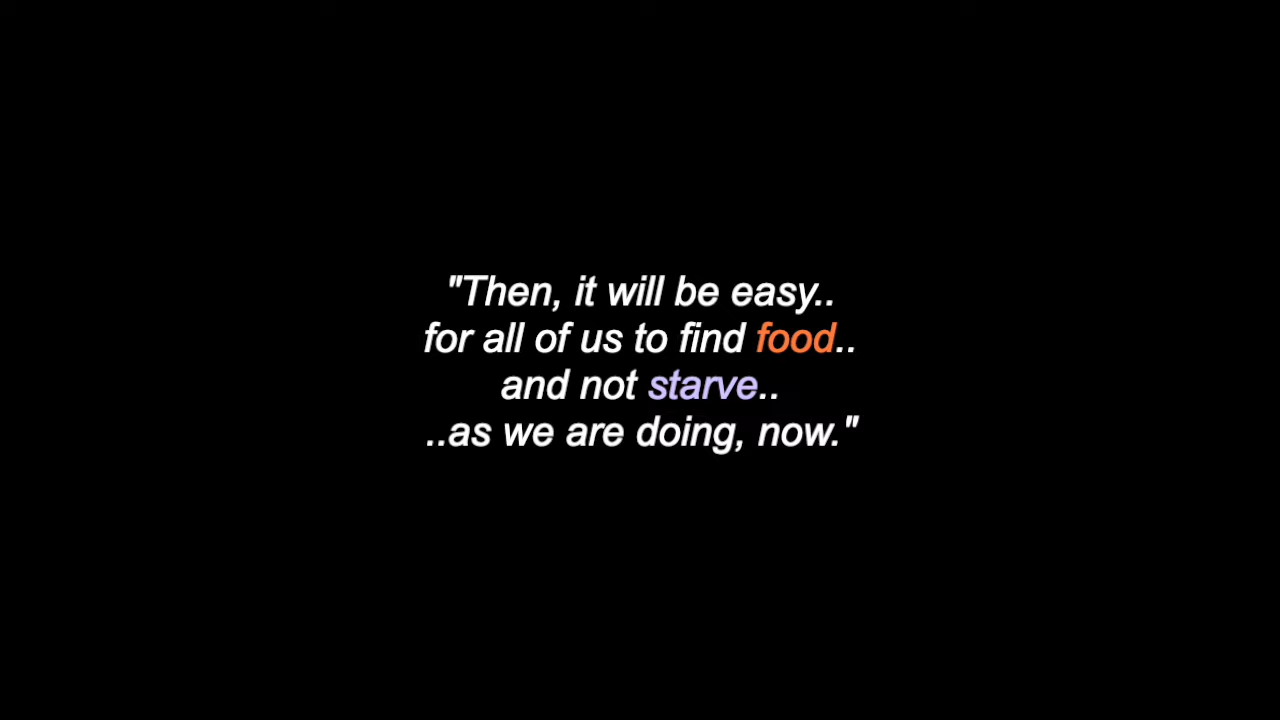 "Then, it will be easy..
for all of us to find food..
and not starve..
..as we are doing, now."